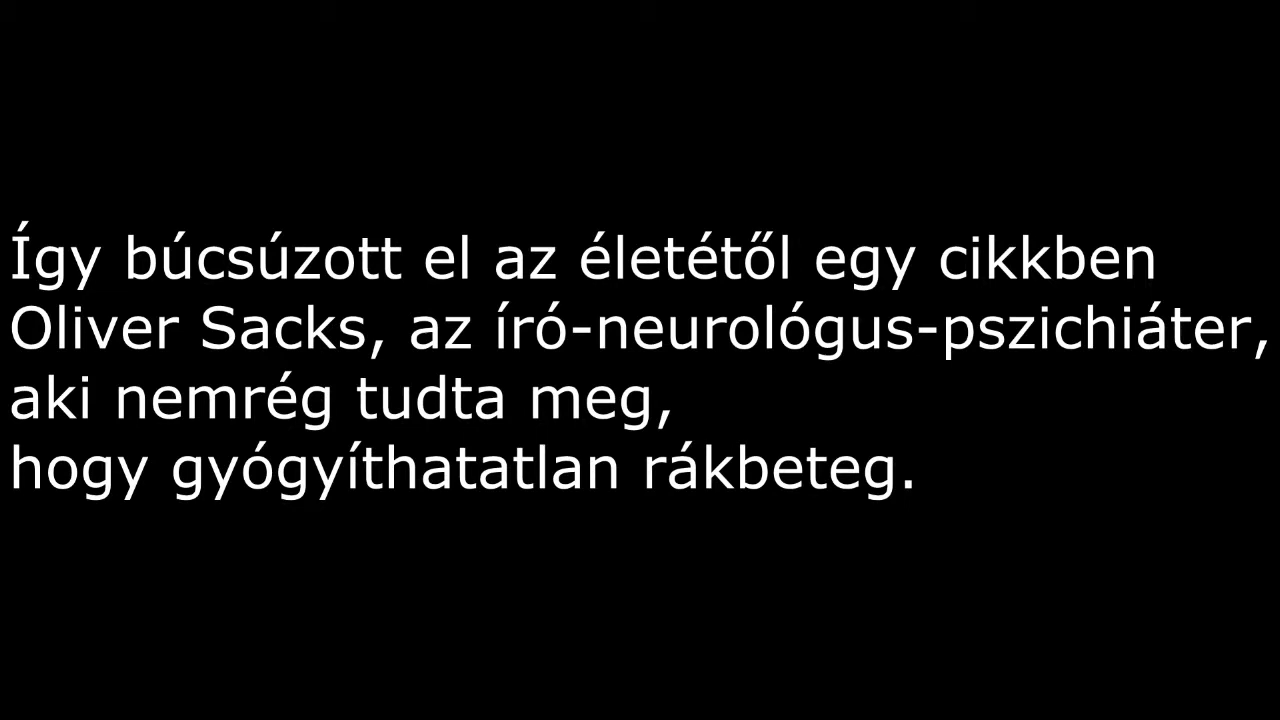 Így búcsúzott el az életétől egy cikkben
Oliver Sacks, az író-neurológus-pszichiáter,
aki nemrég tudta meg,
hogy gyógyíthatatlan rákbeteg.